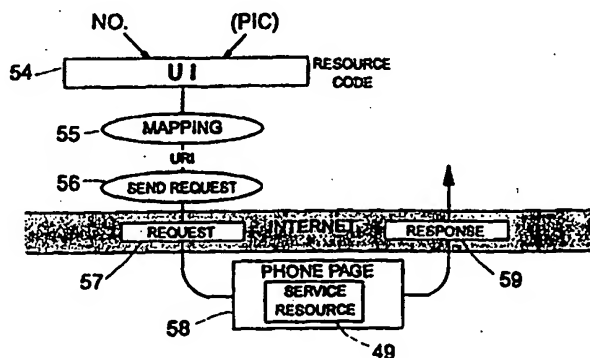 NO. (PIC)
54 UI RESOURCE CODE
55 MAPPING
URI
56 SEND REQUEST
REQUEST INTERNET RESPONSE
57 59
PHONE PAGE
SERVICE RESOURCE
58
49